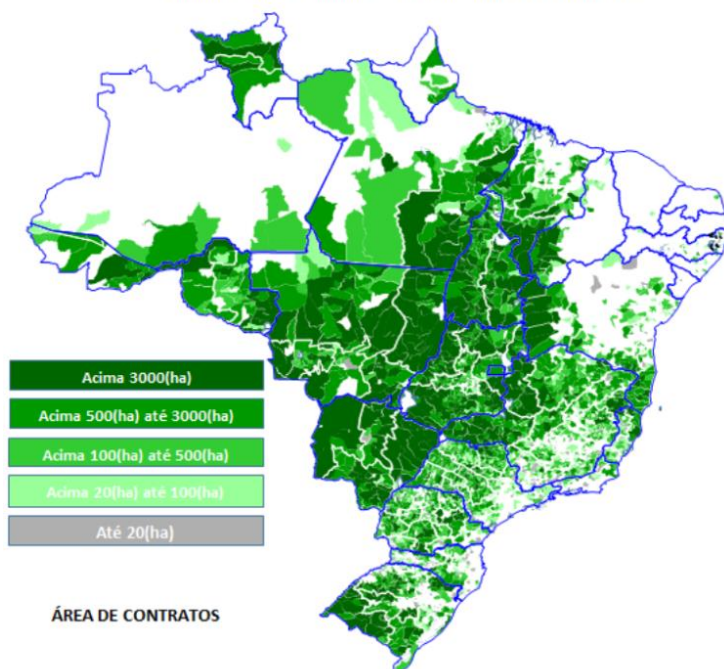 Acima 3000(ha)
Acima 500(ha) até 3000(ha)
Acima 100(ha) até 500(ha)
Acima 20(ha) até 100(ha)
Até 20(ha)
ÁREA DE CONTRATOS